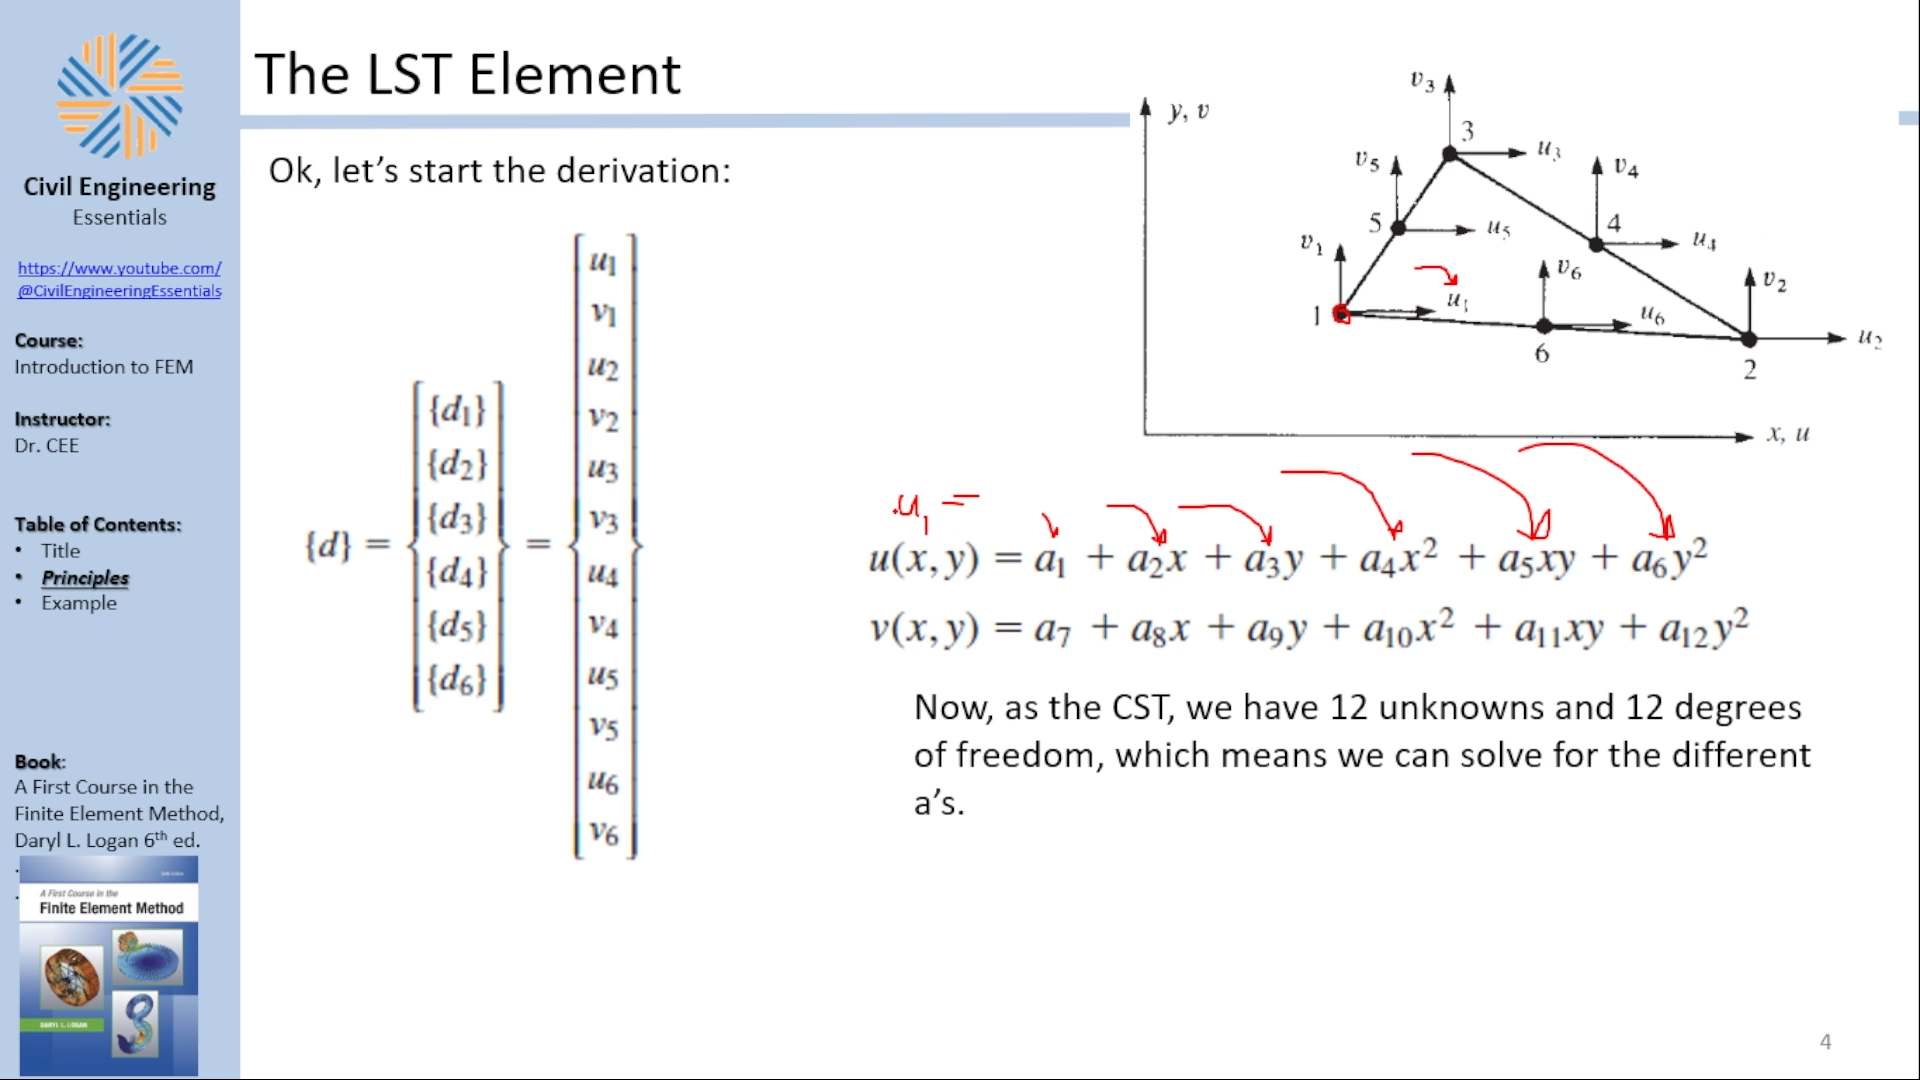 The LST Element
Civil Engineering
Essentials
https://www.youtube.com/
@CivilEngineeringEssentials
Course:
Introduction to FEM
Instructor:
Dr. CEE
Table of Contents:
• Title
• Principles
• Example
Book:
A First Course in the
Finite Element Method,
Daryl L. Logan 6th ed.
A First Course in the
Finite Element Method
DARYL L. LOGAN
Ok, let's start the derivation:
{d} = { {d1} {d2} {d3} {d4} {d5} {d6} } = { u1 v1 u2 v2 u3 v3 u4 v4 u5 v5 u6 v6 }
y, v
v3
3
u3
v5
v4
5
u5
4
u4
v1
v6
v2
1
u1
u6
u2
6
2
x, u
u1 =
u(x, y) = a1 + a2x + a3y + a4x² + a5xy + a6y²
v(x, y) = a7 + a8x + a9y + a10x² + a11xy + a12y²
Now, as the CST, we have 12 unknowns and 12 degrees
of freedom, which means we can solve for the different
a's.
4